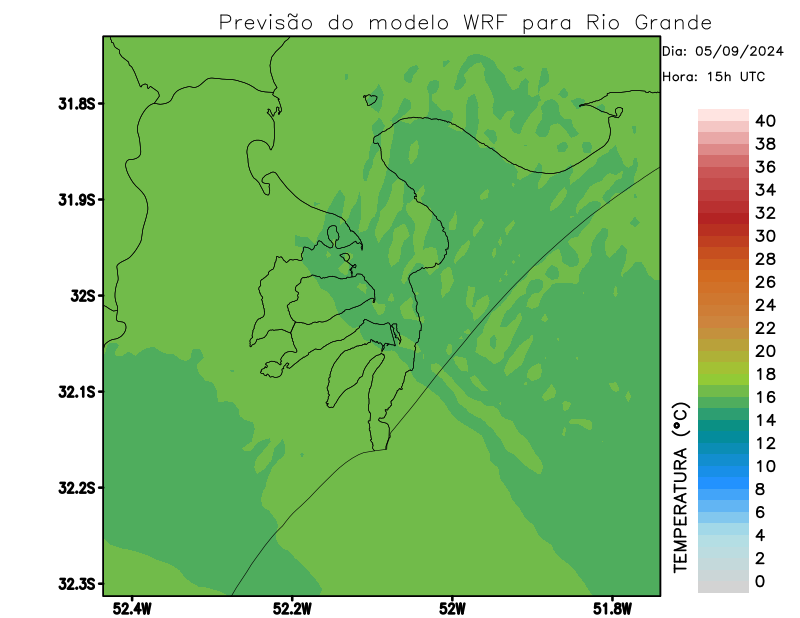 Previsão do modelo WRF para Rio Grande
Dia: 05/09/2024
Hora: 15h UTC
31.8S
31.9S
32S
32.1S
32.2S
32.3S
52.4W
52.2W
52W
51.8W
40
38
36
34
32
30
28
26
24
22
20
18
16
14
12
10
8
6
4
2
0
TEMPERATURA (°C)